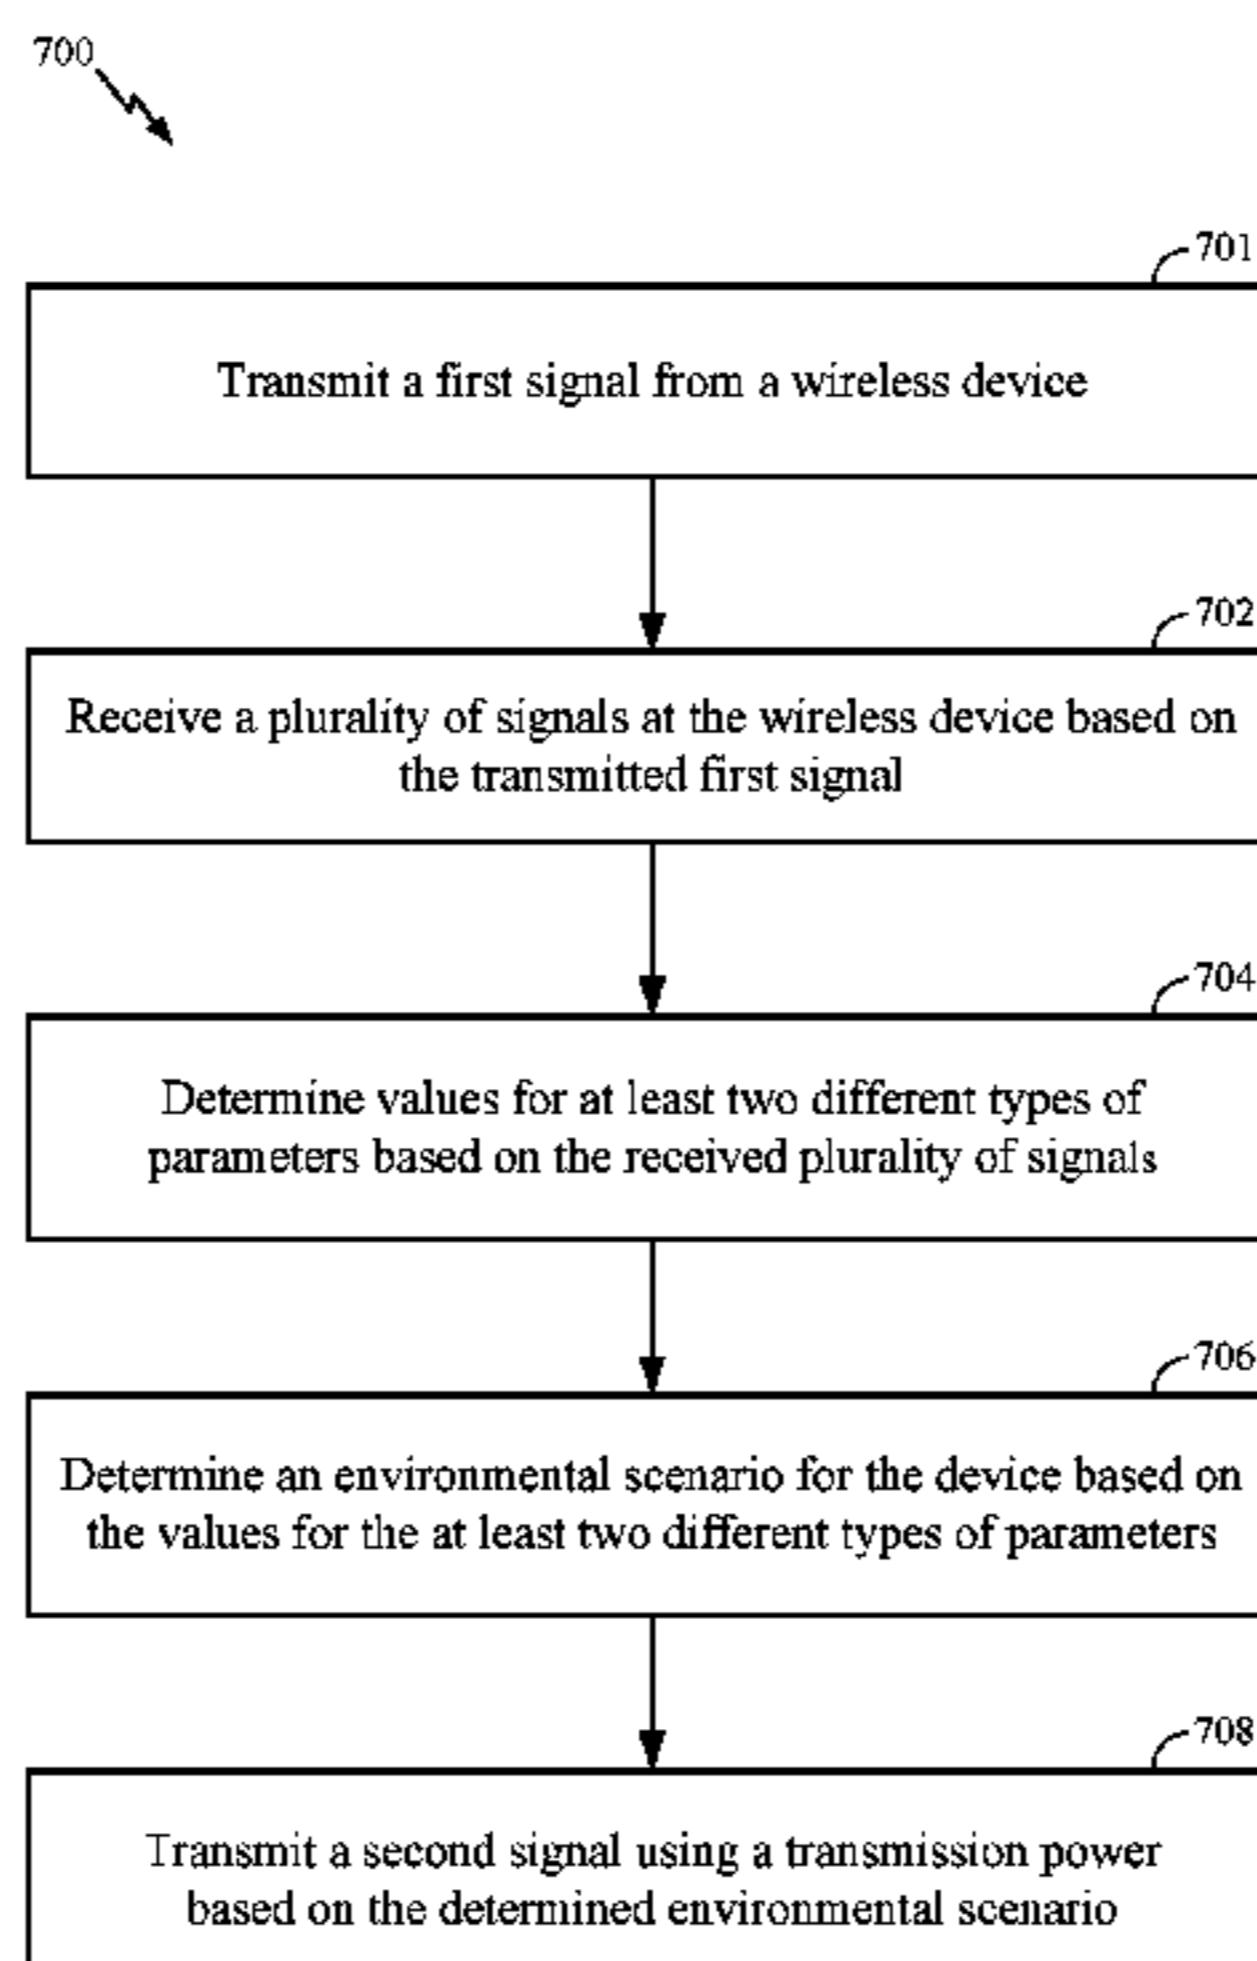 700
701
Transmit a first signal from a wireless device
702
Receive a plurality of signals at the wireless device based on
the transmitted first signal
704
Determine values for at least two different types of
parameters based on the received plurality of signals
706
Determine an environmental scenario for the device based on
the values for the at least two different types of parameters
708
Transmit a second signal using a transmission power
based on the determined environmental scenario